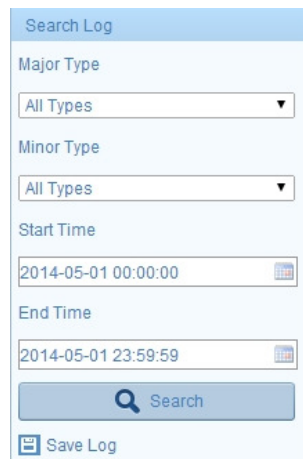 Search Log
Major Type
All Types
Minor Type
All Types
Start Time
2014-05-01 00:00:00
End Time
2014-05-01 23:59:59
Search
Save Log